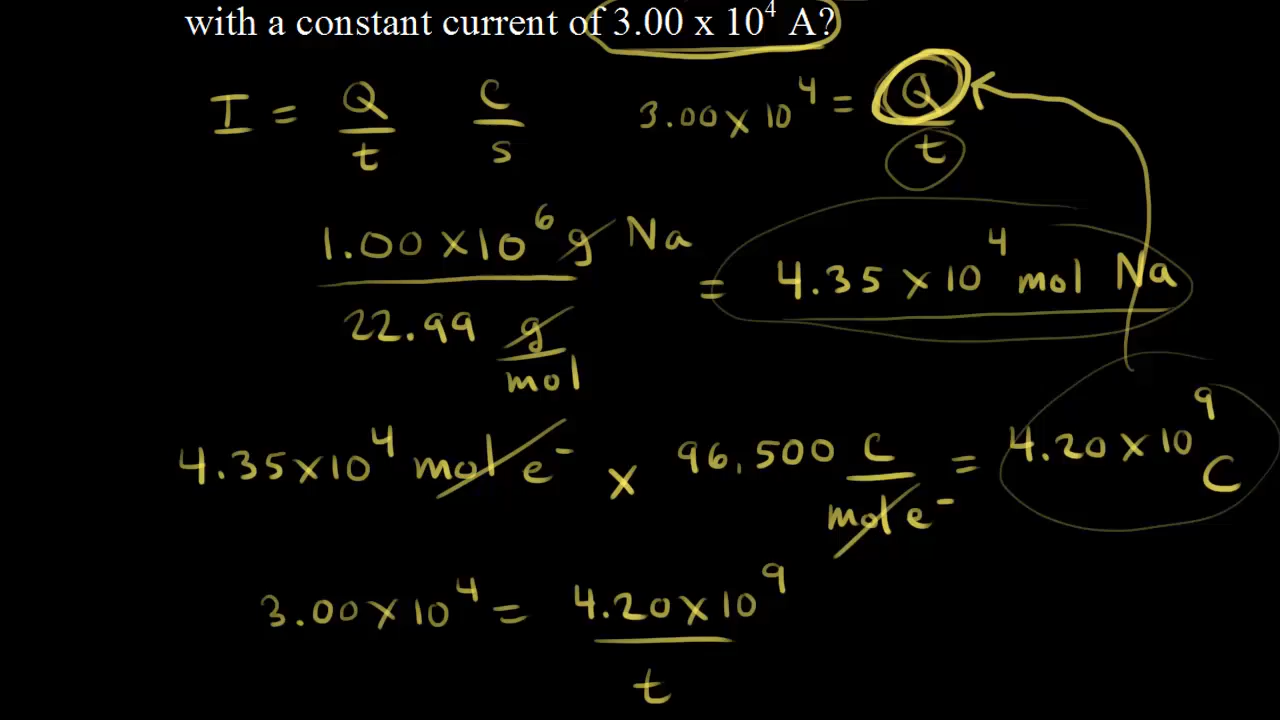 with a constant current of 3.00 x 10⁴ A?
I = Q/t C/s 3.00 x 10⁴ = Q/t
1.00 x 10⁶ g Na / 22.99 g/mol = 4.35 x 10⁴ mol Na
4.35 x 10⁴ mol e⁻ x 96,500 C/mol e⁻ = 4.20 x 10⁹ C
3.00 x 10⁴ = 4.20 x 10⁹ / t